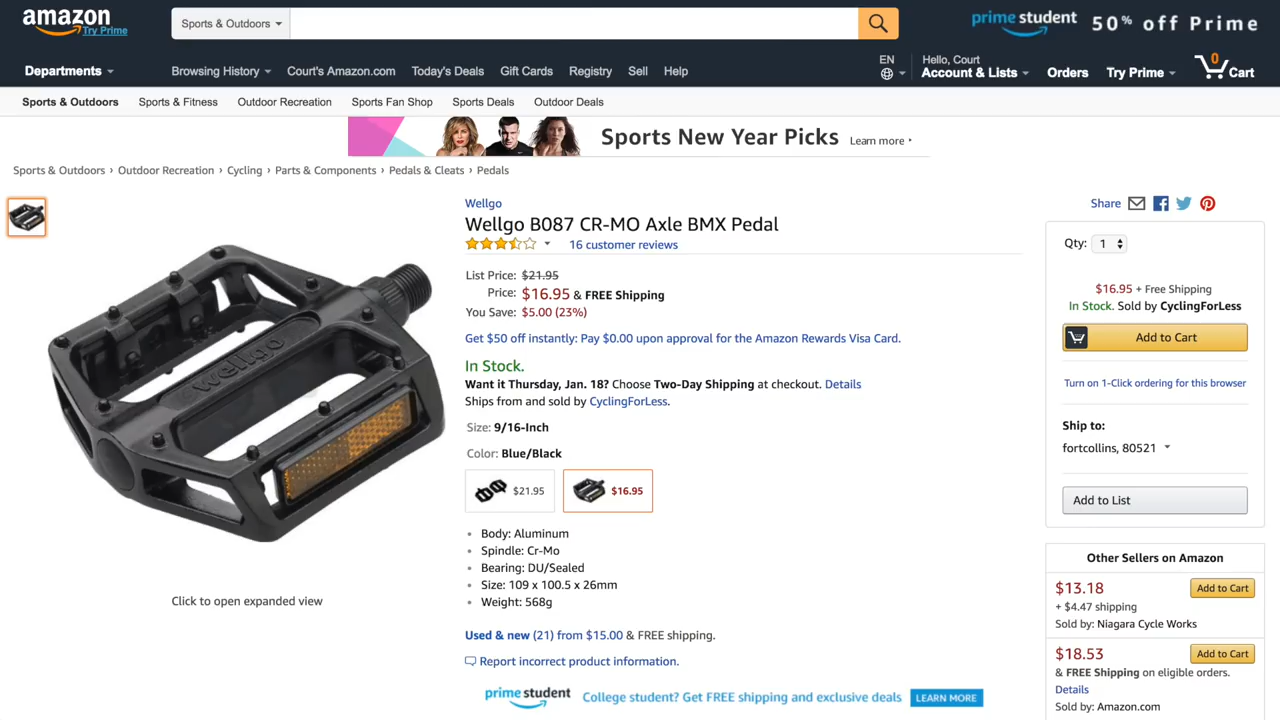 amazon
Try Prime
Sports & Outdoors
prime student 50% off Prime
Departments
Browsing History
Court's Amazon.com
Today's Deals
Gift Cards
Registry
Sell
Help
EN
Hello, Court
Account & Lists
Orders
Try Prime
0
Cart
Sports & Outdoors
Sports & Fitness
Outdoor Recreation
Sports Fan Shop
Sports Deals
Outdoor Deals
Sports New Year Picks Learn more
Sports & Outdoors › Outdoor Recreation › Cycling › Parts & Components › Pedals & Cleats › Pedals
wellgo
Click to open expanded view
Wellgo
Wellgo B087 CR-MO Axle BMX Pedal
16 customer reviews
List Price: $21.95
Price: $16.95 & FREE Shipping
You Save: $5.00 (23%)
Get $50 off instantly: Pay $0.00 upon approval for the Amazon Rewards Visa Card.
In Stock.
Want it Thursday, Jan. 18? Choose Two-Day Shipping at checkout. Details
Ships from and sold by CyclingForLess.
Size: 9/16-Inch
Color: Blue/Black
$21.95
$16.95
• Body: Aluminum
• Spindle: Cr-Mo
• Bearing: DU/Sealed
• Size: 109 x 100.5 x 26mm
• Weight: 568g
Used & new (21) from $15.00 & FREE shipping.
Report incorrect product information.
prime student College student? Get FREE shipping and exclusive deals LEARN MORE
Share
Qty: 1
$16.95 + Free Shipping
In Stock. Sold by CyclingForLess
Add to Cart
Turn on 1-Click ordering for this browser
Ship to:
fortcollins, 80521
Add to List
Other Sellers on Amazon
$13.18 Add to Cart
+ $4.47 shipping
Sold by: Niagara Cycle Works
$18.53 Add to Cart
& FREE Shipping on eligible orders.
Details
Sold by: Amazon.com